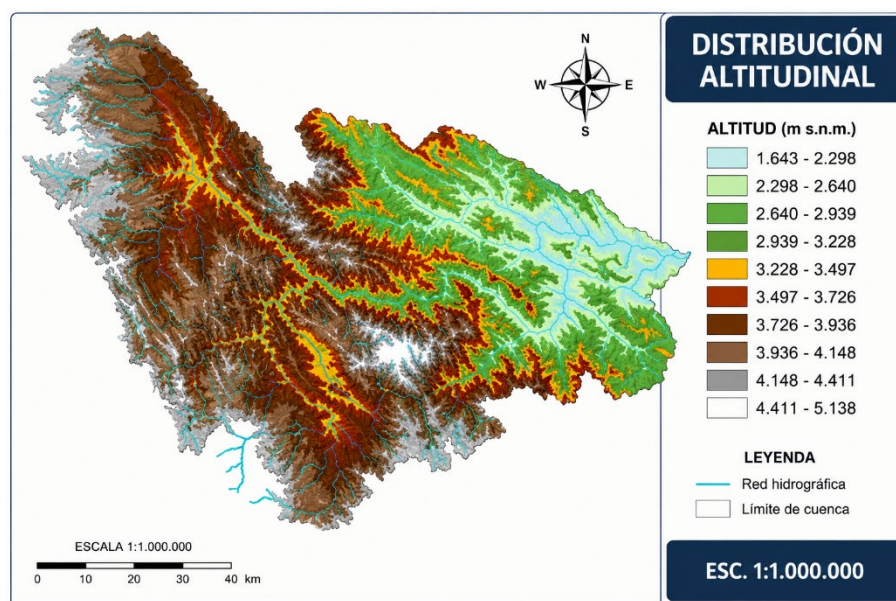 DISTRIBUCIÓN
ALTITUDINAL
N
W
E
S
ALTITUD (m s.n.m.)
1.643 - 2.298
2.298 - 2.640
2.640 - 2.939
2.939 - 3.228
3.228 - 3.497
3.497 - 3.726
3.726 - 3.936
3.936 - 4.148
4.148 - 4.411
4.411 - 5.138
LEYENDA
Red hidrográfica
Límite de cuenca
ESCALA 1:1.000.000
0 10 20 30 40 km
ESC. 1:1.000.000